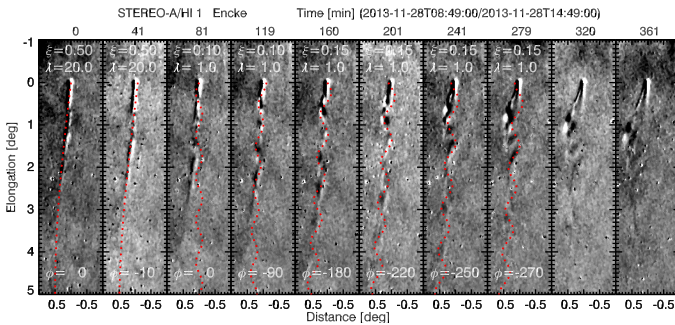 STEREO-A/HI 1 Encke Time [min] (2013-11-28T08:49:00/2013-11-28T14:49:00)
0 41 81 119 160 201 241 279 320 361
-1
ξ=0.50 ξ=0.50 ξ=0.10 ξ=0.10 ξ=0.15 ξ=0.15 ξ=0.15 ξ=0.15
λ=20.0 λ=20.0 λ= 1.0 λ= 1.0 λ= 1.0 λ= 1.0 λ= 1.0 λ= 1.0
0
1
2
3
4
5
Elongation [deg]
φ= 0 φ= -10 φ= 0 φ= -90 φ= -180 φ= -220 φ= -250 φ= -270
0.5 -0.5 0.5 -0.5 0.5 -0.5 0.5 -0.5 0.5 -0.5 0.5 -0.5 0.5 -0.5 0.5 -0.5 0.5 -0.5 0.5 -0.5
Distance [deg]